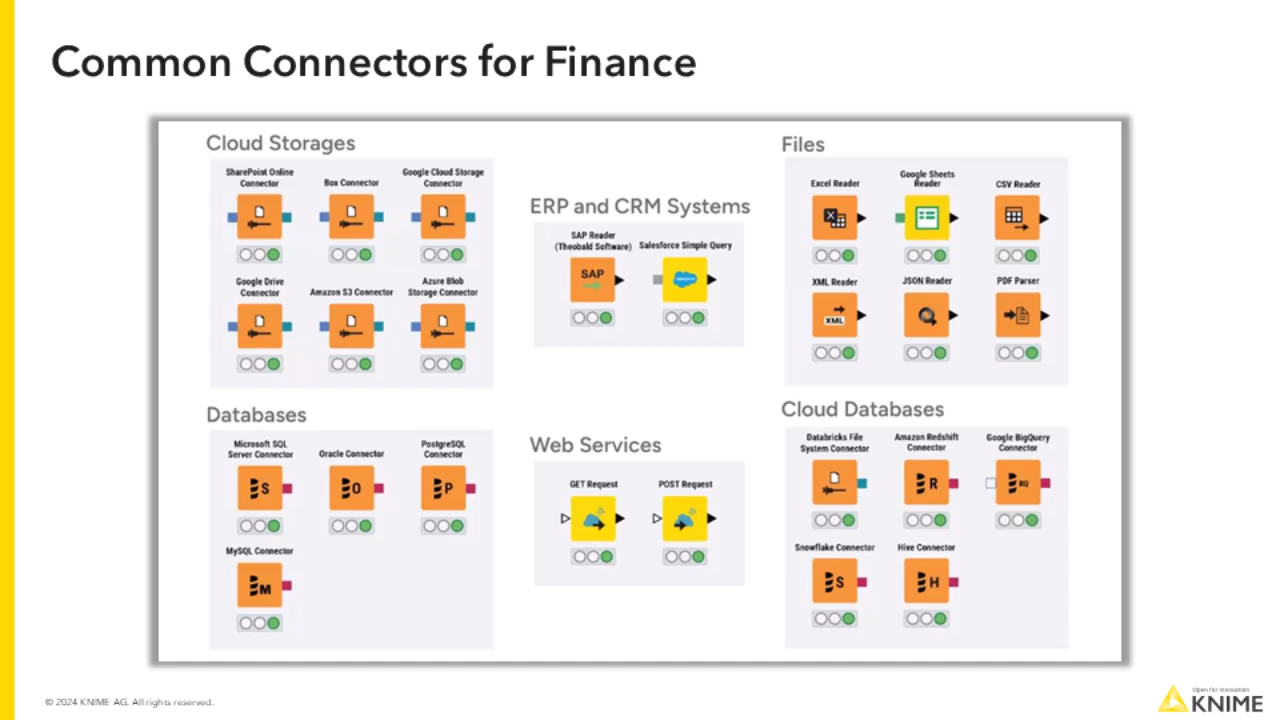 Common Connectors for Finance
Cloud Storages
SharePoint Online
Connector
Box Connector
Google Cloud Storage
Connector
Google Drive
Connector
Amazon S3 Connector
Azure Blob
Storage Connector
ERP and CRM Systems
SAP Reader
(Theobald Software)
SAP
Salesforce Simple Query
Files
Excel Reader
X
Google Sheets
Reader
CSV Reader
XML Reader
XML
JSON Reader
PDF Parser
Databases
Microsoft SQL
Server Connector
S
Oracle Connector
O
PostgreSQL
Connector
P
MySQL Connector
M
Web Services
GET Request
POST Request
Cloud Databases
Databricks File
System Connector
Amazon Redshift
Connector
R
Google BigQuery
Connector
BQ
Snowflake Connector
S
Hive Connector
H
© 2024 KNIME AG. All rights reserved.
Open for Innovation
KNIME